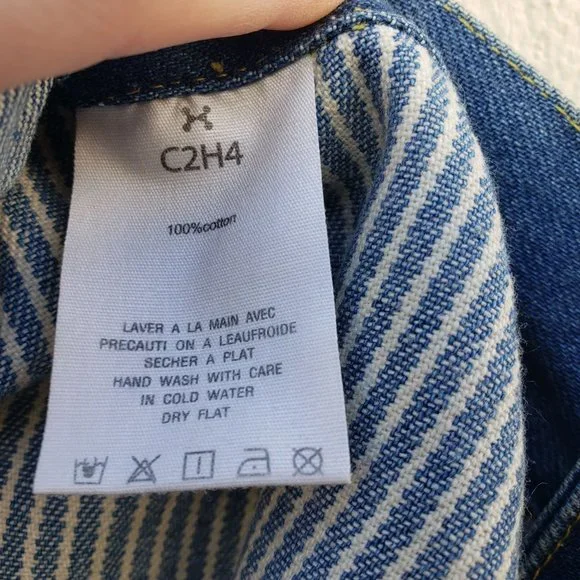 C2H4
100%cotton
LAVER A LA MAIN AVEC
PRECAUTI ON A LEAUFROIDE
SECHER A PLAT
HAND WASH WITH CARE
IN COLD WATER
DRY FLAT